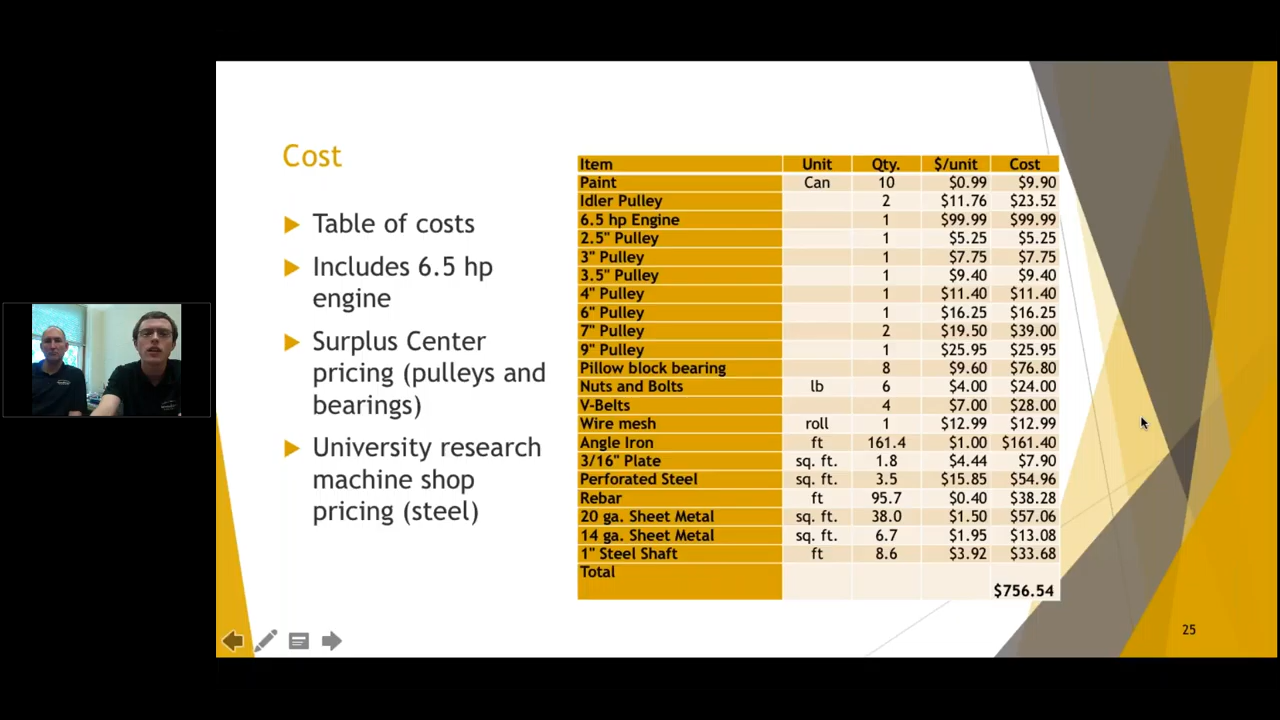 Cost
Table of costs
Includes 6.5 hp
engine
Surplus Center
pricing (pulleys and
bearings)
University research
machine shop
pricing (steel)
Item Unit Qty. $/unit Cost
Paint Can 10 $0.99 $9.90
Idler Pulley 2 $11.76 $23.52
6.5 hp Engine 1 $99.99 $99.99
2.5" Pulley 1 $5.25 $5.25
3" Pulley 1 $7.75 $7.75
3.5" Pulley 1 $9.40 $9.40
4" Pulley 1 $11.40 $11.40
6" Pulley 1 $16.25 $16.25
7" Pulley 2 $19.50 $39.00
9" Pulley 1 $25.95 $25.95
Pillow block bearing 8 $9.60 $76.80
Nuts and Bolts lb 6 $4.00 $24.00
V-Belts 4 $7.00 $28.00
Wire mesh roll 1 $12.99 $12.99
Angle Iron ft 161.4 $1.00 $161.40
3/16" Plate sq. ft. 1.8 $4.44 $7.90
Perforated Steel sq. ft. 3.5 $15.85 $54.96
Rebar ft 95.7 $0.40 $38.28
20 ga. Sheet Metal sq. ft. 38.0 $1.50 $57.06
14 ga. Sheet Metal sq. ft. 6.7 $1.95 $13.08
1" Steel Shaft ft 8.6 $3.92 $33.68
Total
$756.54
25